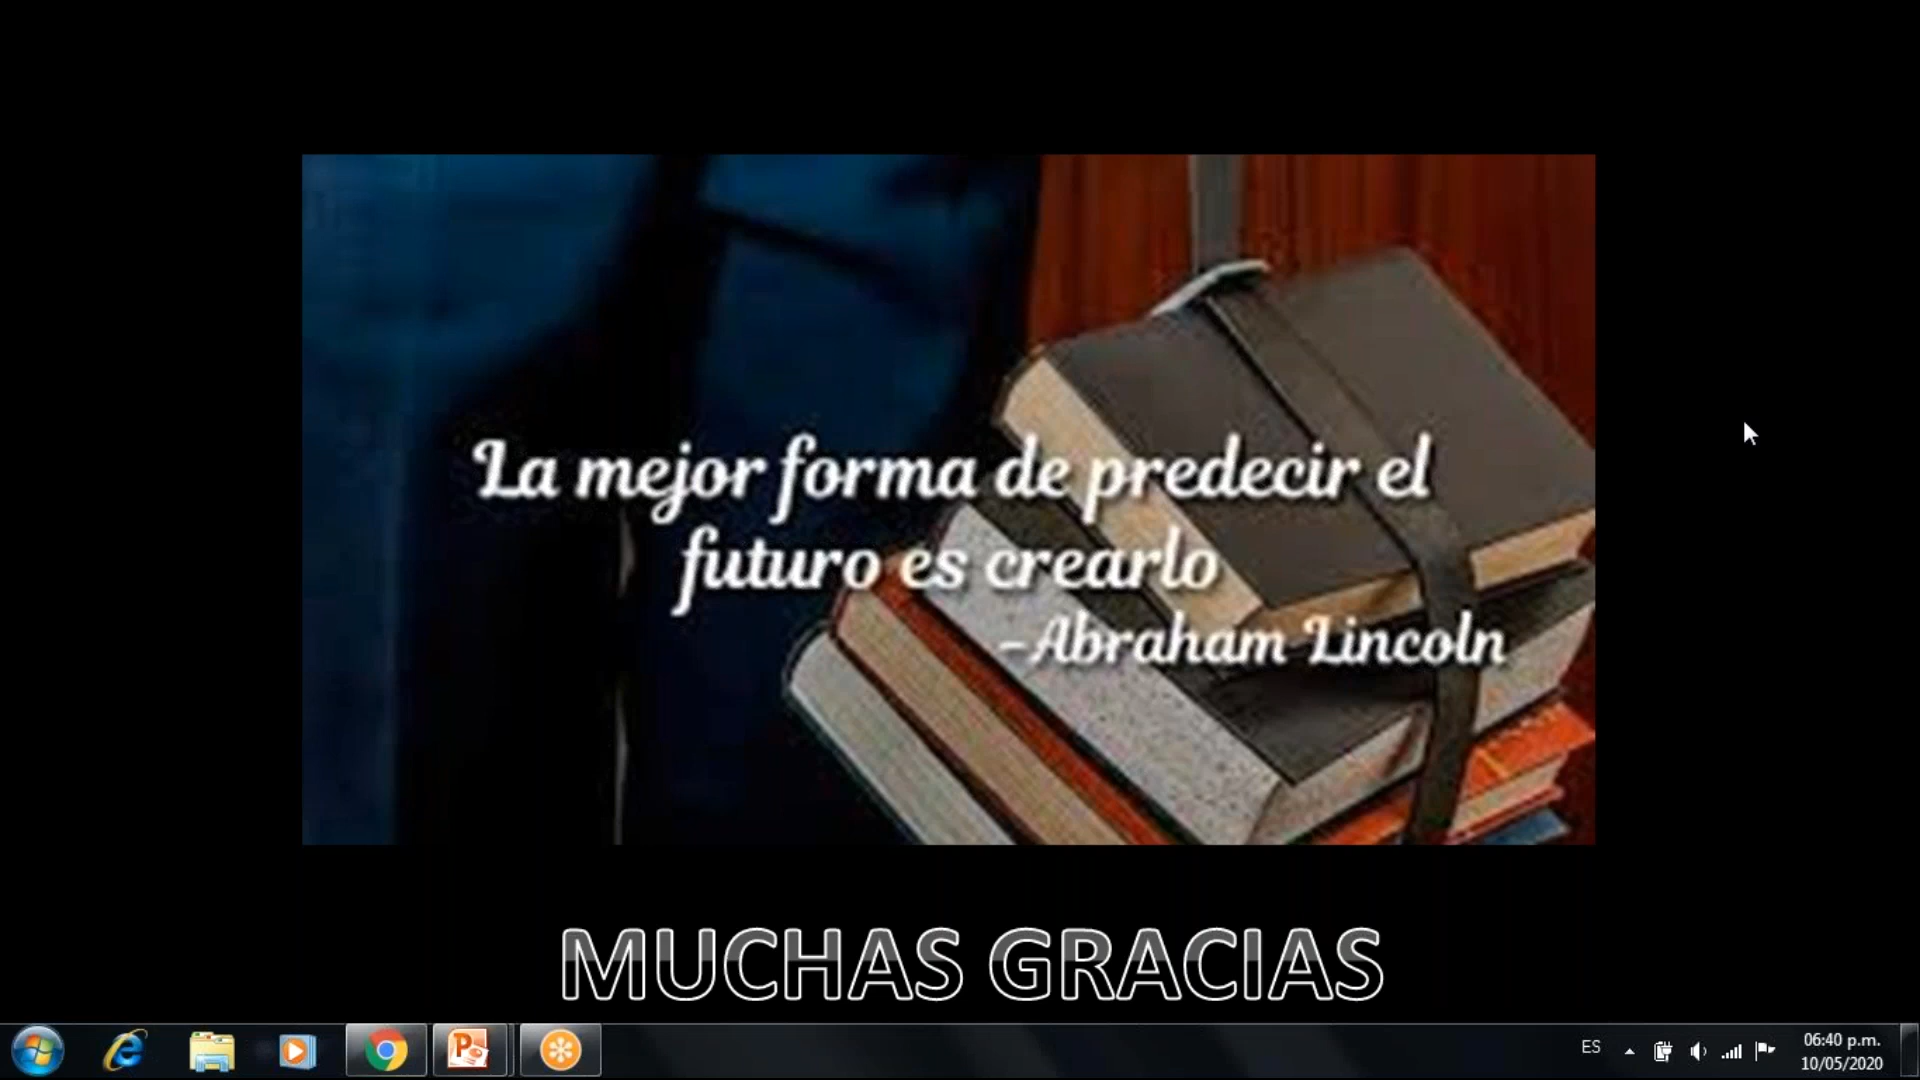 La mejor forma de predecir el
futuro es crearlo
-Abraham Lincoln
MUCHAS GRACIAS
ES
06:40 p.m.
10/05/2020